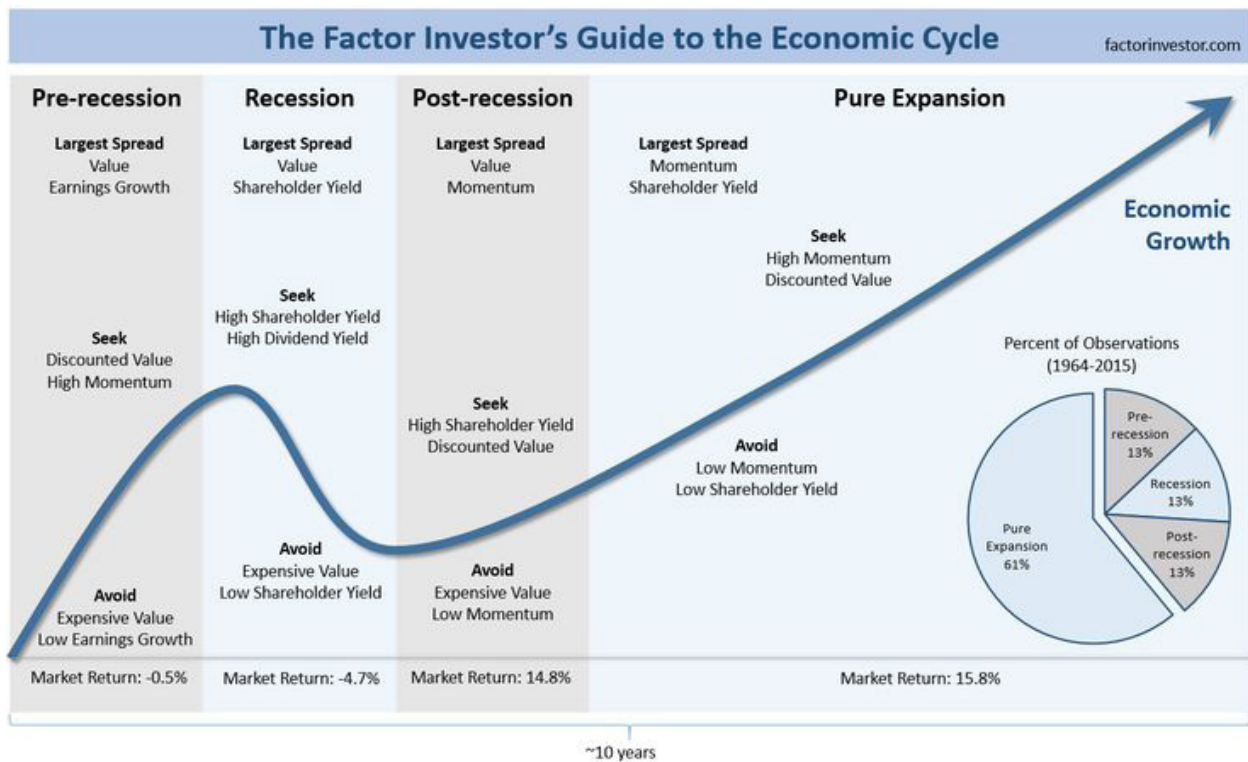 The Factor Investor's Guide to the Economic Cycle
factorinvestor.com
Pre-recession
Largest Spread
Value
Earnings Growth
Seek
Discounted Value
High Momentum
Avoid
Expensive Value
Low Earnings Growth
Market Return: -0.5%
Recession
Largest Spread
Value
Shareholder Yield
Seek
High Shareholder Yield
High Dividend Yield
Avoid
Expensive Value
Low Shareholder Yield
Market Return: -4.7%
Post-recession
Largest Spread
Value
Momentum
Seek
High Shareholder Yield
Discounted Value
Avoid
Expensive Value
Low Momentum
Market Return: 14.8%
Pure Expansion
Largest Spread
Momentum
Shareholder Yield
Seek
High Momentum
Discounted Value
Avoid
Low Momentum
Low Shareholder Yield
Market Return: 15.8%
Economic
Growth
Percent of Observations
(1964-2015)
Pre-
recession
13%
Recession
13%
Post-
recession
13%
Pure
Expansion
61%
~10 years